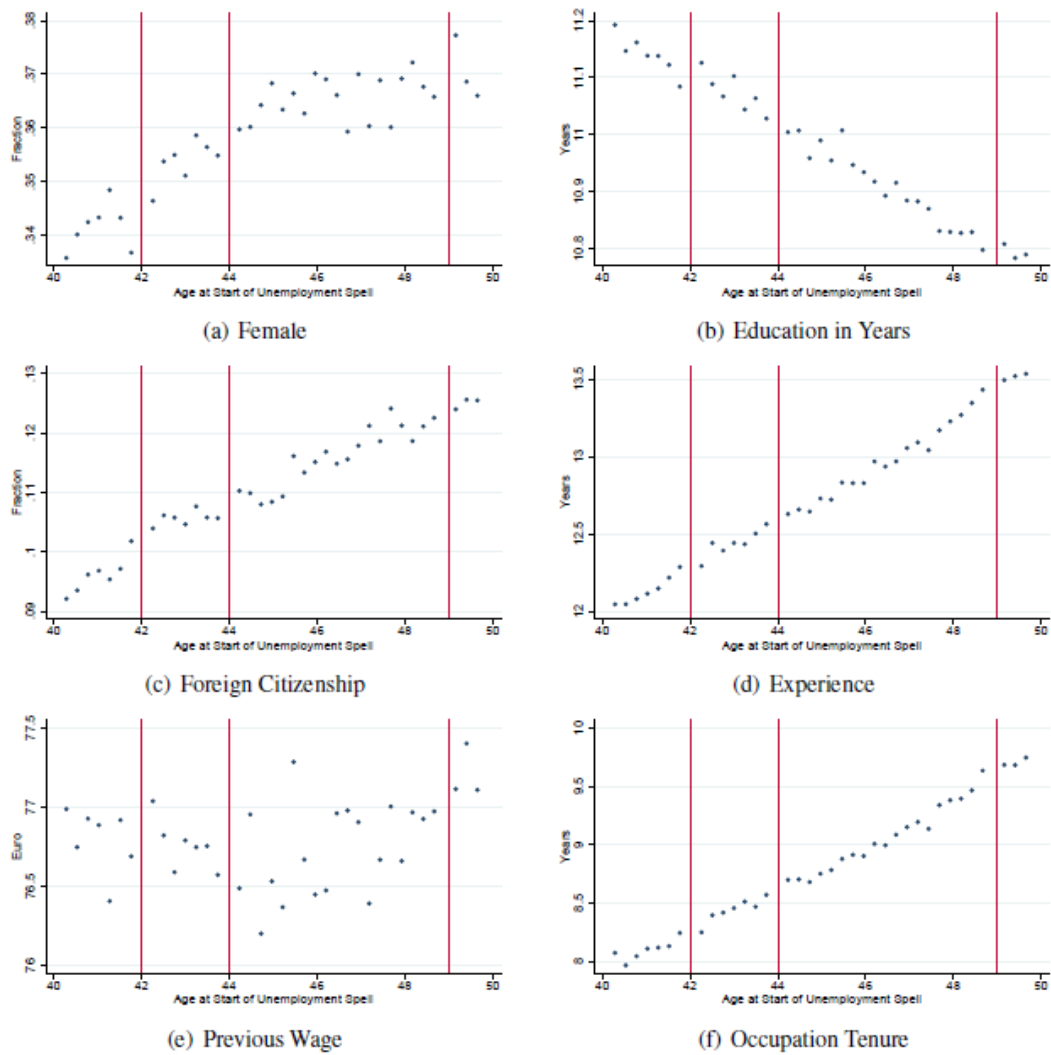 .38
.37
.36
.35
.34
Fraction
40 42 44 46 48 50
Age at Start of Unemployment Spell
(a) Female
11.2
11.1
11
10.9
10.8
Years
40 42 44 46 48 50
Age at Start of Unemployment Spell
(b) Education in Years
.13
.12
.11
.1
.09
Fraction
40 42 44 46 48 50
Age at Start of Unemployment Spell
(c) Foreign Citizenship
13.5
13
12.5
12
Years
40 42 44 46 48 50
Age at Start of Unemployment Spell
(d) Experience
77.5
77
76.5
76
Euro
40 42 44 46 48 50
Age at Start of Unemployment Spell
(e) Previous Wage
10
9.5
9
8.5
8
Years
40 42 44 46 48 50
Age at Start of Unemployment Spell
(f) Occupation Tenure